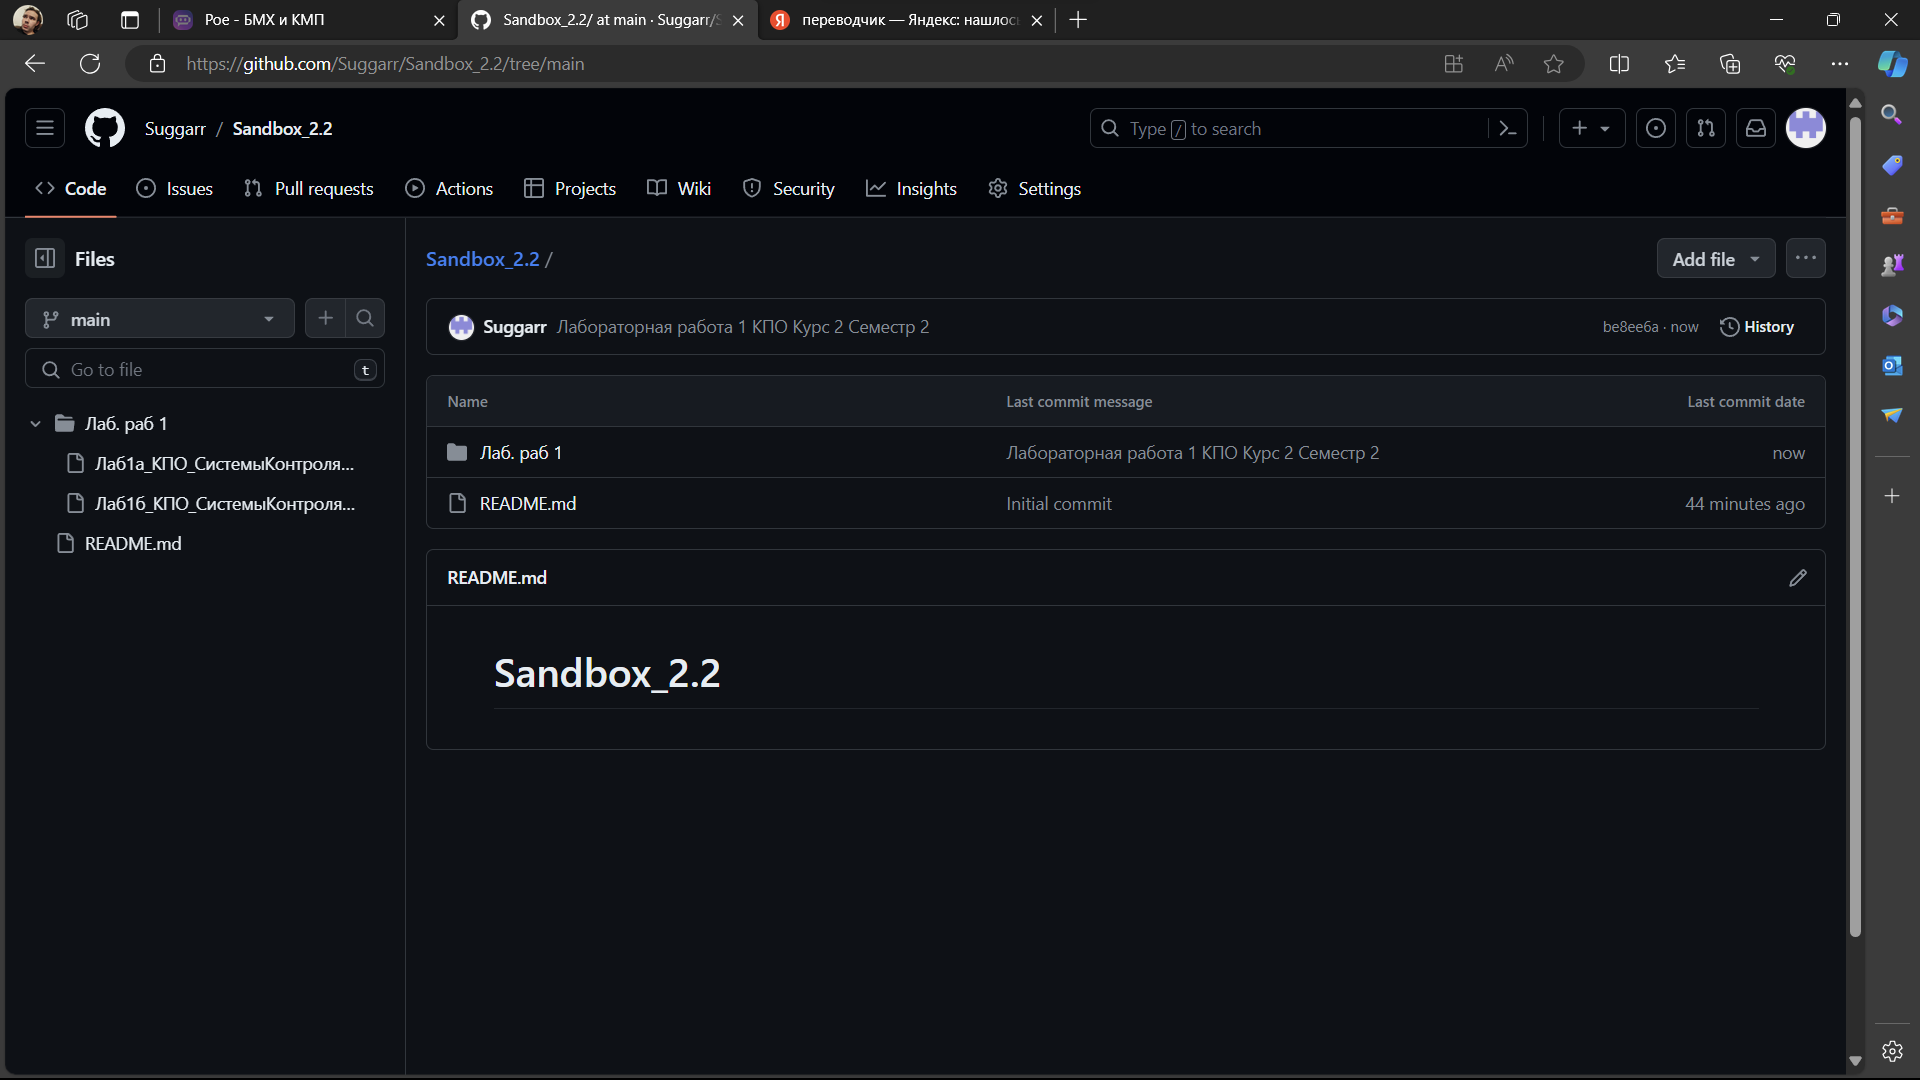 Poe - БМХ и КМП
Sandbox_2.2/ at main · Suggarr/S
Я переводчик — Яндекс: нашлось
https://github.com/Suggarr/Sandbox_2.2/tree/main
Suggarr / Sandbox_2.2
Type / to search
Code Issues Pull requests Actions Projects Wiki Security Insights Settings
Files
main
Go to file t
Лаб. раб 1
Лаб1а_КПО_СистемыКонтроля...
Лаб1б_КПО_СистемыКонтроля...
README.md
Sandbox_2.2 /
Add file
Suggarr Лабораторная работа 1 КПО Курс 2 Семестр 2
be8ee6a · now History
Name Last commit message Last commit date
Лаб. раб 1 Лабораторная работа 1 КПО Курс 2 Семестр 2 now
README.md Initial commit 44 minutes ago
README.md
Sandbox_2.2